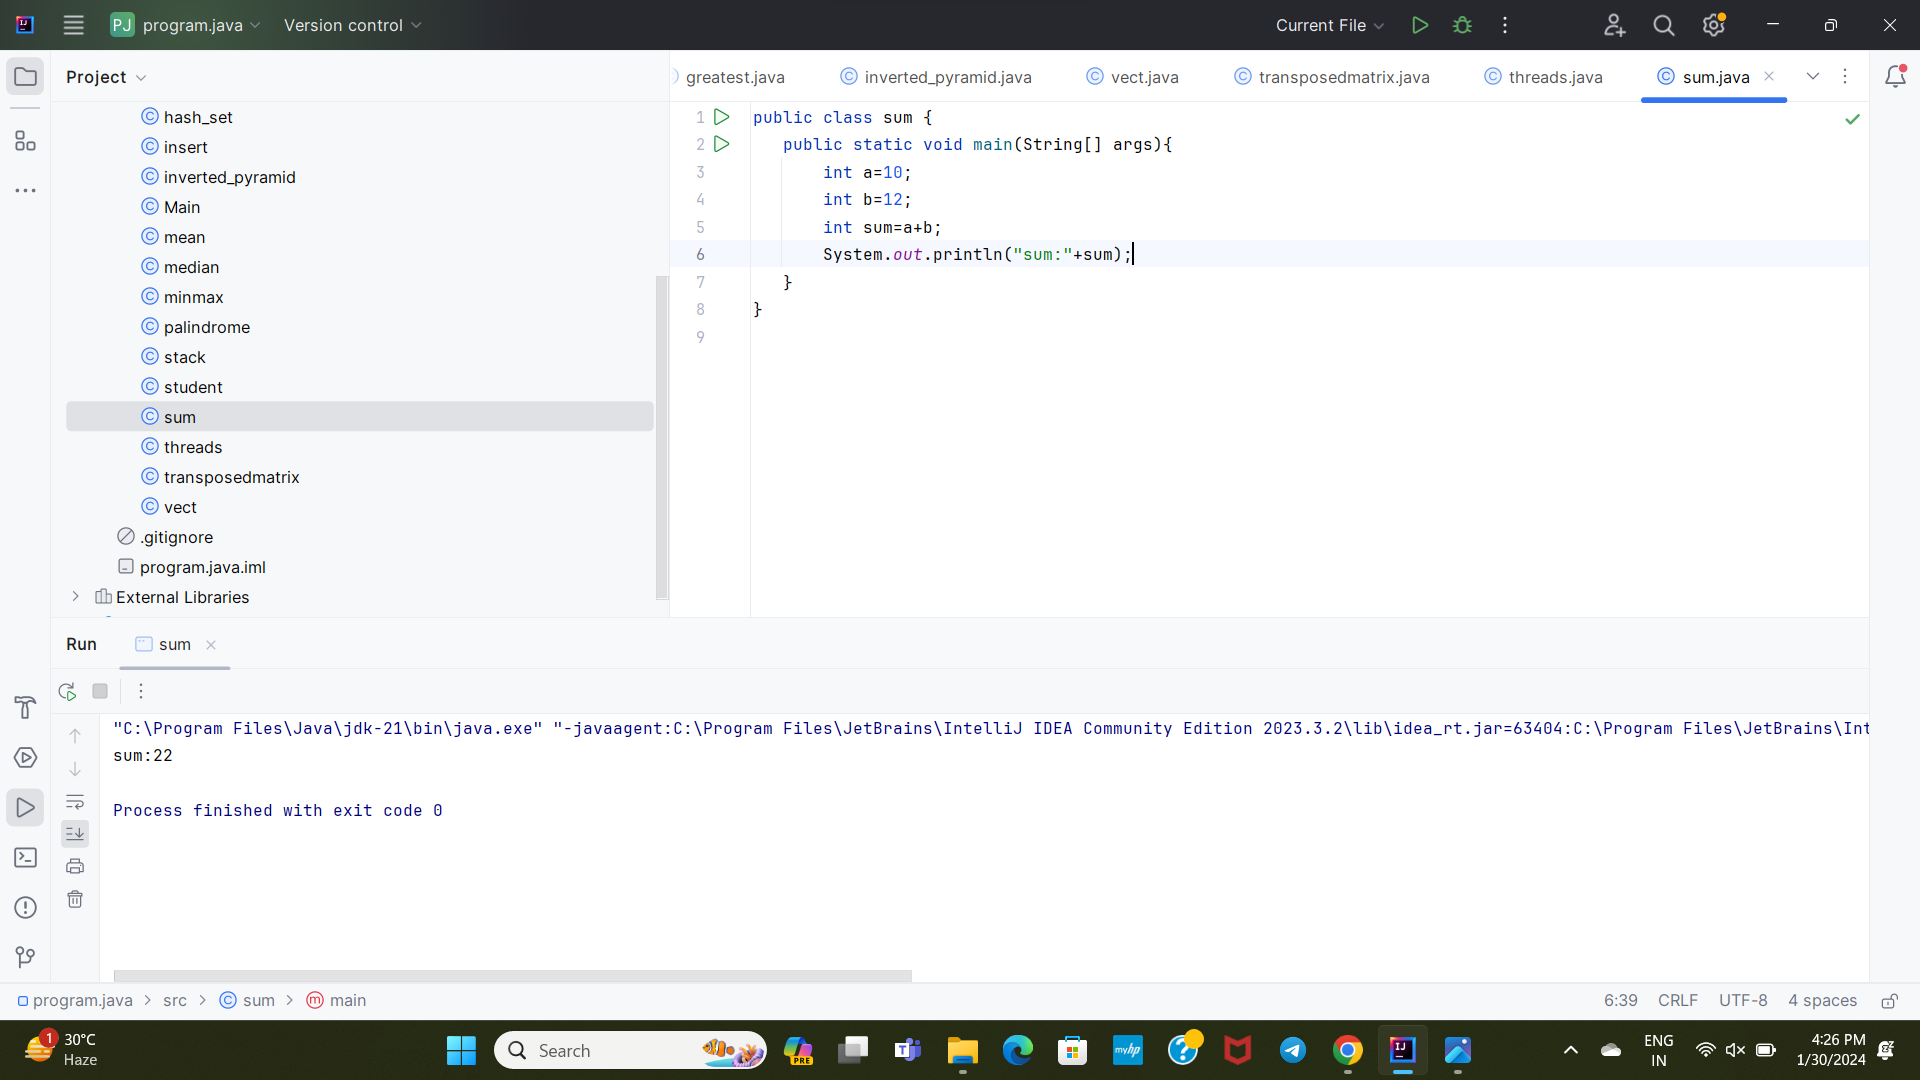 PJ program.java Version control Current File
Project
greatest.java inverted_pyramid.java vect.java transposedmatrix.java threads.java sum.java
hash_set
insert
inverted_pyramid
Main
mean
median
minmax
palindrome
stack
student
sum
threads
transposedmatrix
vect
.gitignore
program.java.iml
External Libraries
1 public class sum {
2 public static void main(String[] args){
3 int a=10;
4 int b=12;
5 int sum=a+b;
6 System.out.println("sum:"+sum);
7 }
8 }
9
Run sum
"C:\Program Files\Java\jdk-21\bin\java.exe" "-javaagent:C:\Program Files\JetBrains\IntelliJ IDEA Community Edition 2023.3.2\lib\idea_rt.jar=63404:C:\Program Files\JetBrains\Int
sum:22
Process finished with exit code 0
program.java > src > sum > main 6:39 CRLF UTF-8 4 spaces
1 30°C
Haze
Search
PRE
myhp
ENG
IN
4:26 PM
1/30/2024